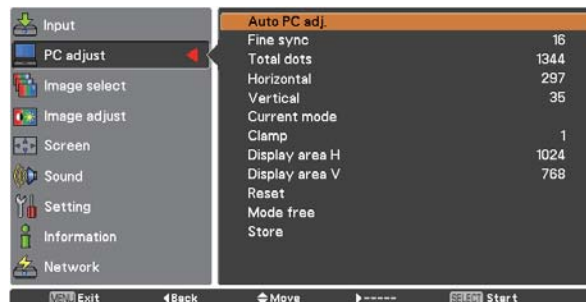 Input
PC adjust
Image select
Image adjust
Screen
Sound
Setting
Information
Network
Auto PC adj.
Fine sync 16
Total dots 1344
Horizontal 297
Vertical 35
Current mode
Clamp 1
Display area H 1024
Display area V 768
Reset
Mode free
Store
MENU Exit Back Move ----- SELECT Start